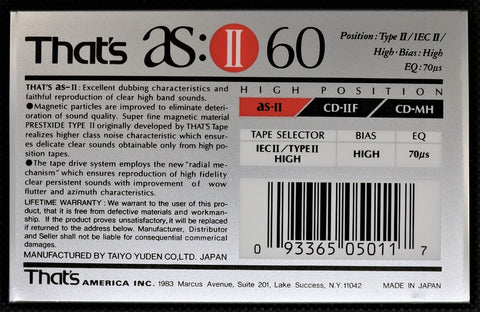 That's as: II 60
Position: Type II/IEC II/
High·Bias: High
EQ: 70μs
THAT'S as-II : Excellent dubbing characteristics and
faithful reproduction of clear high band sounds.
●Magnetic particles are improved to eliminate deteri-
oration of sound quality. Super fine magnetic material
PRESTXIDE TYPE II originally developed by THAT'S Tape
realizes higher class noise characteristic which ensur-
es delicate clear sounds obtainable only from high po-
sition tapes.
●The tape drive system employs the new "radial me-
chanism" which ensures reproduction of high fidelity
clear persistent sounds with improvement of wow
flutter and azimuth characteristics.
LIFETIME WARRANTY : We warrant to the user of this pro-
duct, that it is free from defective materials and workman-
ship. If the product proves unsatisfactory, it will be replaced
if returned to the address below. Manufacturer, Distributor
and Seller shall not be liable for consequential commerical
damages.
MANUFACTURED BY TAIYO YUDEN CO., LTD. JAPAN
HIGH POSITION
as-II CD-IIF CD-MH
TAPE SELECTOR BIAS EQ
IEC II/TYPE II
HIGH HIGH 70μs
0 93365 05011 7
That's AMERICA INC. 1983 Marcus Avenue, Suite 201, Lake Success, N.Y. 11042 MADE IN JAPAN